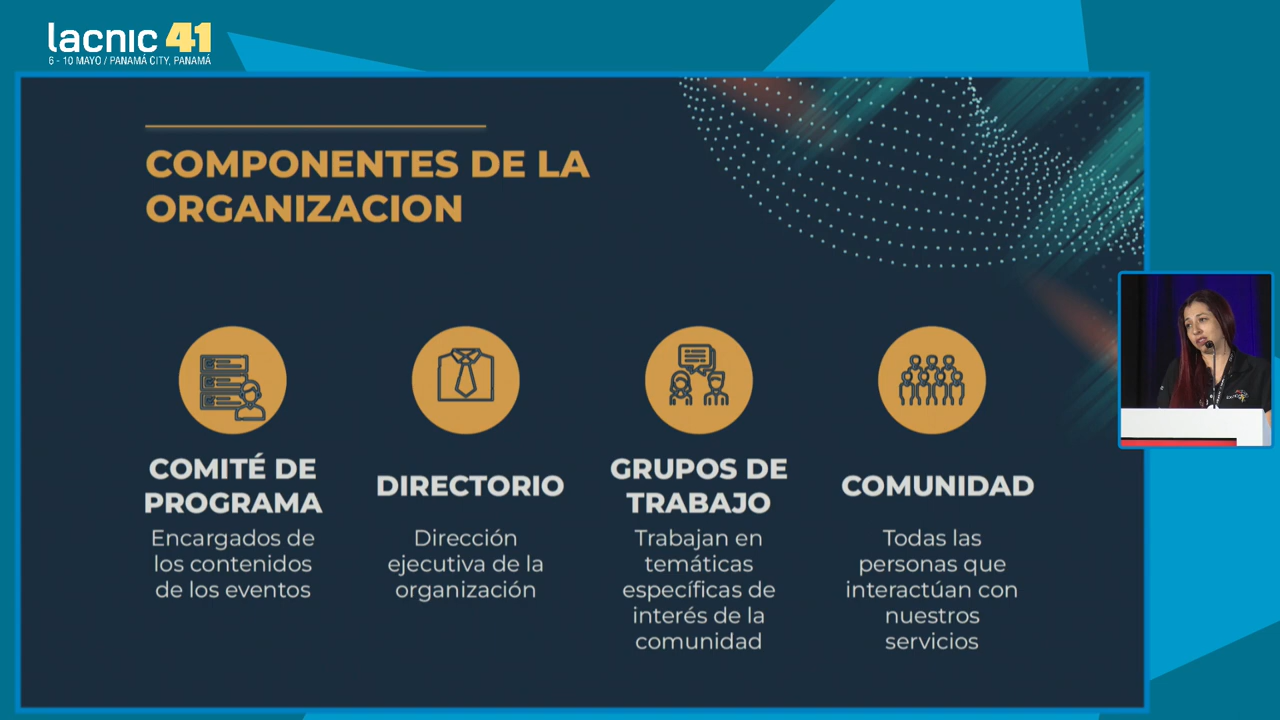 lacnic 41
6 - 10 MAYO / PANAMÁ CITY, PANAMÁ
COMPONENTES DE LA
ORGANIZACION
COMITÉ DE
PROGRAMA
Encargados de
los contenidos
de los eventos
DIRECTORIO
Dirección
ejecutiva de la
organización
GRUPOS DE
TRABAJO
Trabajan en
temáticas
específicas de
interés de la
comunidad
COMUNIDAD
Todas las
personas que
interactúan con
nuestros
servicios